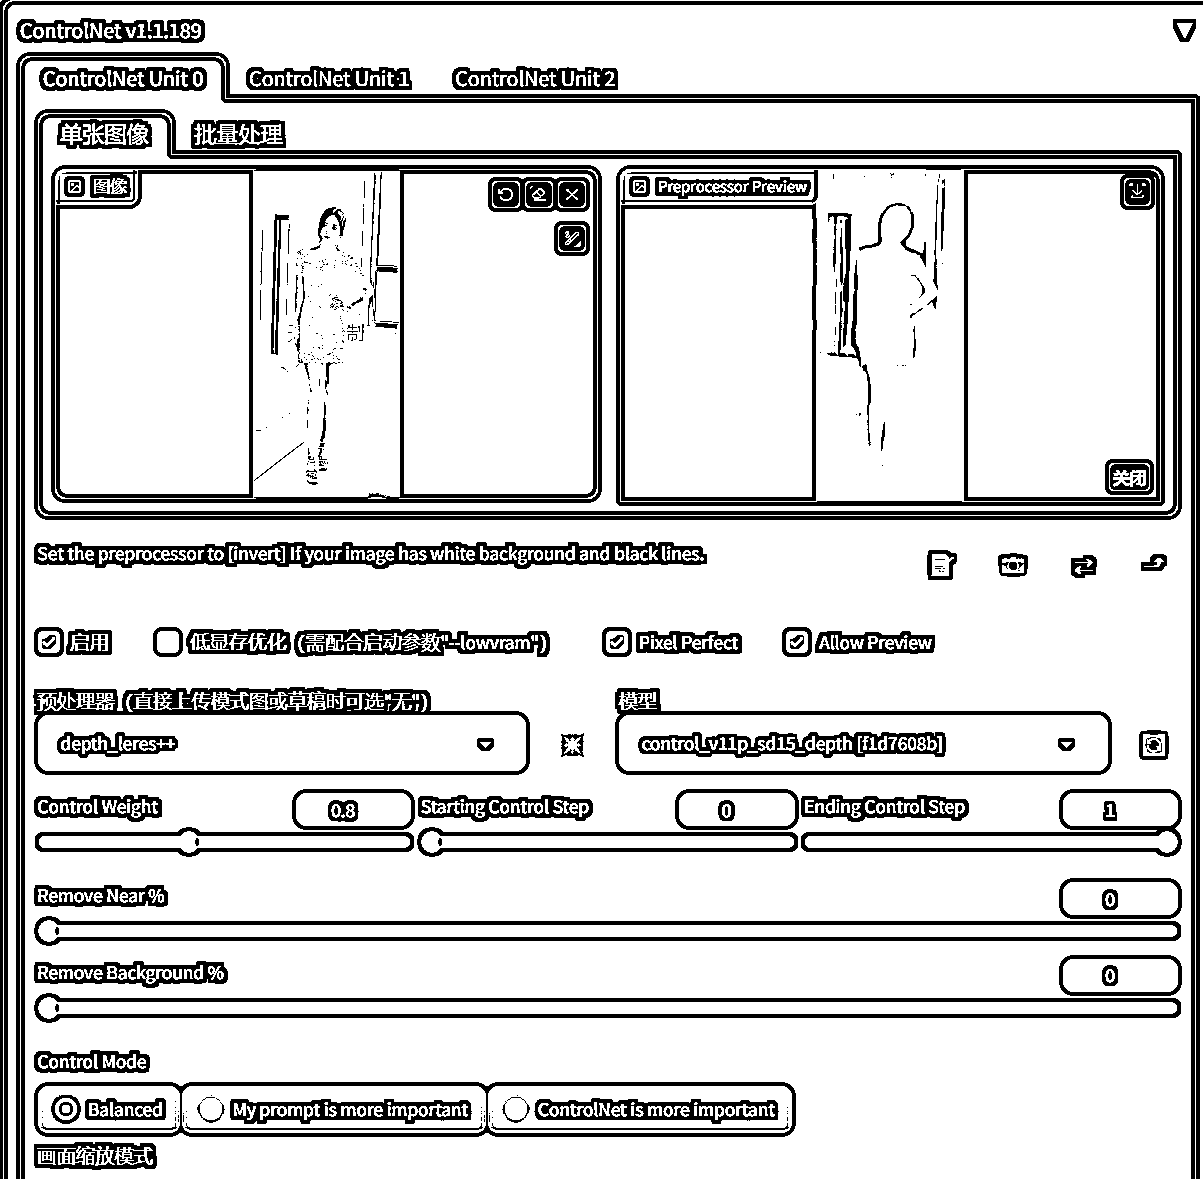 ControlNet v1.1.189
ControlNet Unit 0 ControlNet Unit 1 ControlNet Unit 2
单张图像 批量处理
图像 Preprocessor Preview
制
关闭
Set the preprocessor to [invert] If your image has white background and black lines.
启用 低显存优化 (需配合启动参数"--lowvram") Pixel Perfect Allow Preview
预处理器 (直接上传模式图或草稿时可选"无") 模型
depth_leres++ control_v11p_sd15_depth [f1d7608b]
Control Weight 0.8 Starting Control Step 0 Ending Control Step 1
Remove Near % 0
Remove Background % 0
Control Mode
Balanced My prompt is more important ControlNet is more important
画面缩放模式